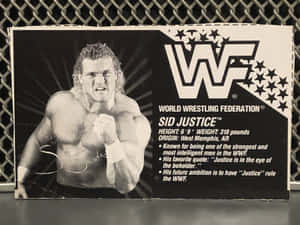 WF
WORLD WRESTLING FEDERATION®
SID JUSTICE™
HEIGHT: 6' 9" WEIGHT: 318 pounds
ORIGIN: West Memphis, AR
• Known for being one of the strongest and
most intelligent men in the WWF.
• His favorite quote: "Justice is in the eye of
the beholder."
• His future ambition is to have "Justice" rule
the WWF.